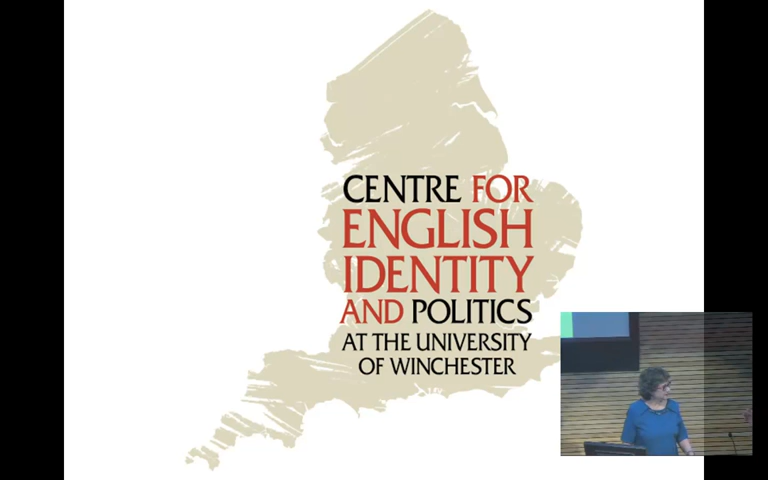 CENTRE FOR
ENGLISH
IDENTITY
AND POLITICS
AT THE UNIVERSITY
OF WINCHESTER